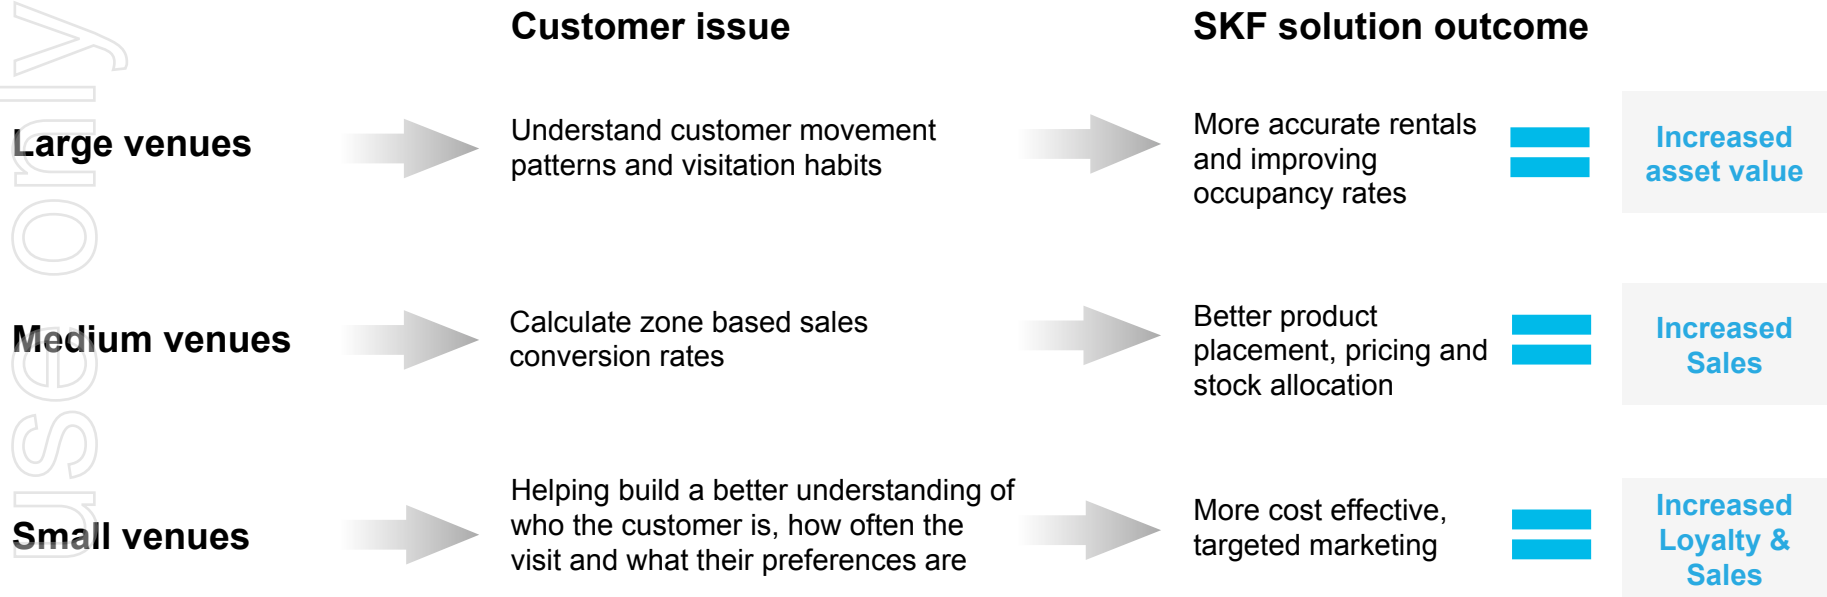 Customer issue
SKF solution outcome
Large venues
Understand customer movement
patterns and visitation habits
More accurate rentals
and improving
occupancy rates
Increased
asset value
Medium venues
Calculate zone based sales
conversion rates
Better product
placement, pricing and
stock allocation
Increased
Sales
Small venues
Helping build a better understanding of
who the customer is, how often the
visit and what their preferences are
More cost effective,
targeted marketing
Increased
Loyalty &
Sales
use only